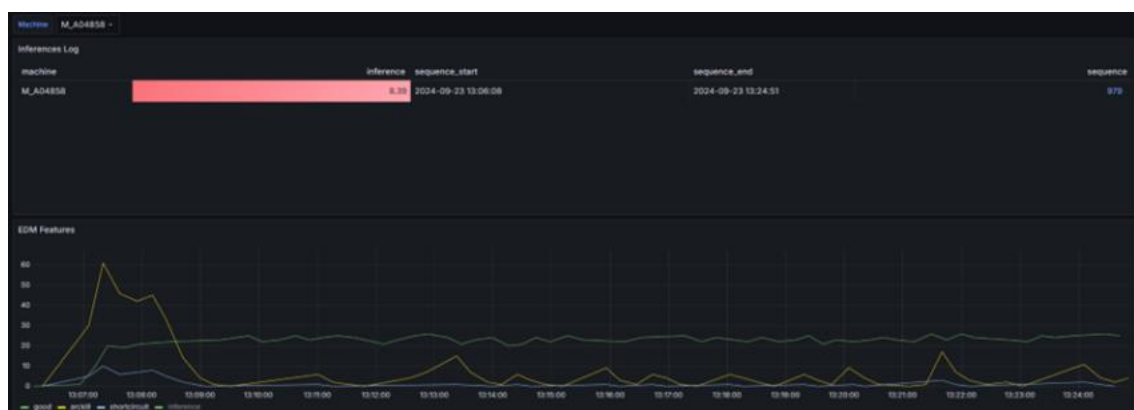 Machine M_A04858
Inferences Log
machine inference sequence_start sequence_end sequence
M_A04858 8.39 2024-09-23 13:06:08 2024-09-23 13:24:51 979
EDM Features
60
50
40
30
20
10
0
13:07:00 13:08:00 13:09:00 13:10:00 13:11:00 13:12:00 13:13:00 13:14:00 13:15:00 13:16:00 13:17:00 13:18:00 13:19:00 13:20:00 13:21:00 13:22:00 13:23:00 13:24:00
good arckill shortcircuit inference